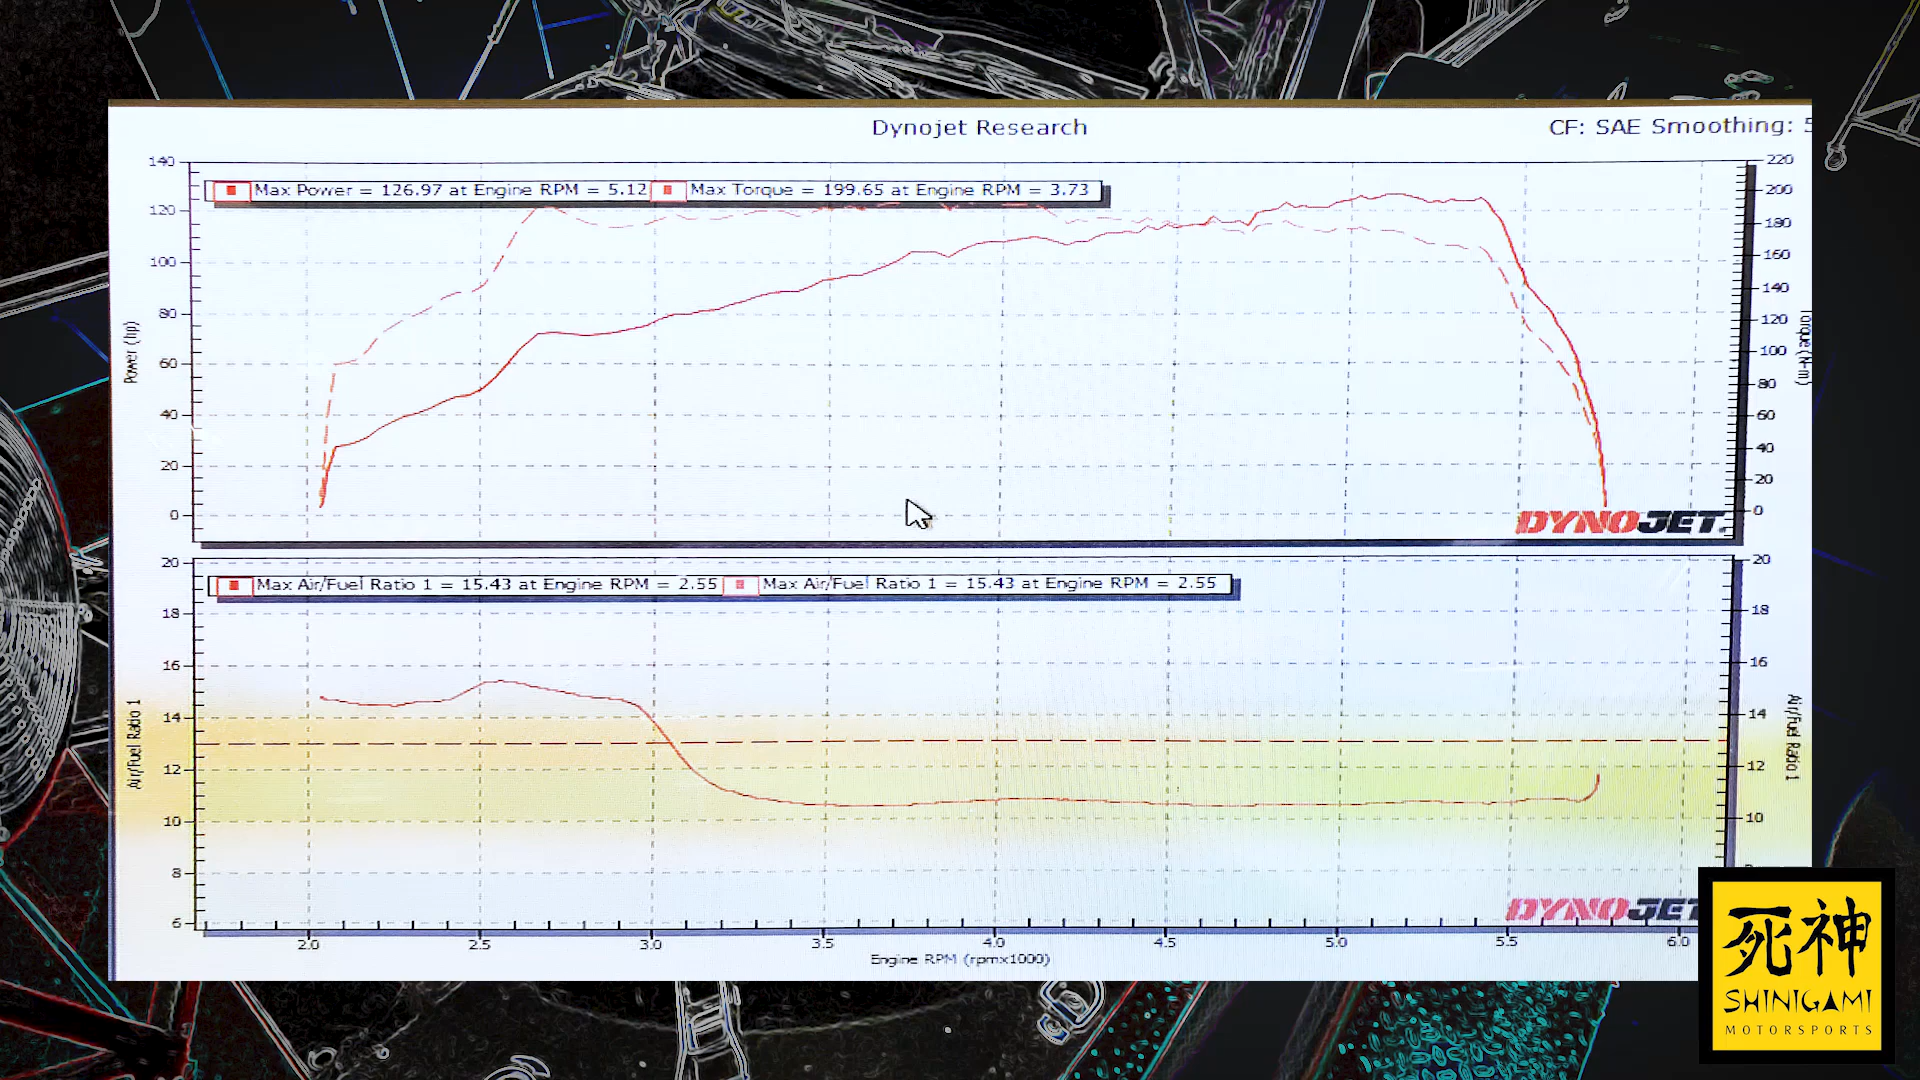 Dynojet Research
CF: SAE Smoothing: 5
Max Power = 126.97 at Engine RPM = 5.12 Max Torque = 199.65 at Engine RPM = 3.73
140
120
100
80
60
40
20
0
Power (hp)
220
200
180
160
140
120
100
80
60
40
20
0
Torque (N-m)
DYNOJET
Max Air/Fuel Ratio 1 = 15.43 at Engine RPM = 2.55 Max Air/Fuel Ratio 1 = 15.43 at Engine RPM = 2.55
20
18
16
14
12
10
8
6
Air/Fuel Ratio 1
20
18
16
14
12
10
Air/Fuel Ratio 1
DYNOJET
2.0 2.5 3.0 3.5 4.0 4.5 5.0 5.5 6.0
Engine RPM (rpmx1000)
死神
SHINIGAMI
MOTORSPORTS